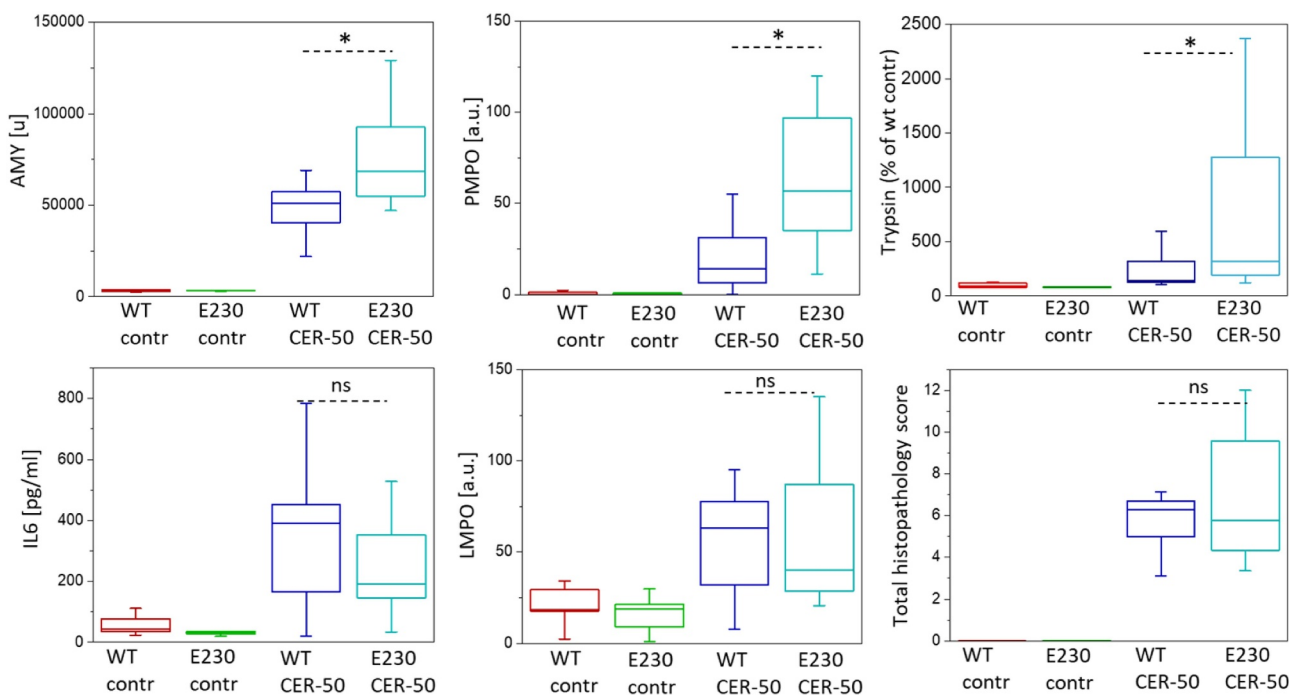 AMY [u]
150000
100000
50000
0
*
WT
contr
E230
contr
WT
CER-50
E230
CER-50
PMPO [a.u.]
150
100
50
0
*
WT
contr
E230
contr
WT
CER-50
E230
CER-50
Trypsin (% of wt contr)
2500
2000
1500
1000
500
0
*
WT
contr
E230
contr
WT
CER-50
E230
CER-50
IL6 [pg/ml]
800
600
400
200
0
ns
WT
contr
E230
contr
WT
CER-50
E230
CER-50
LMPO [a.u.]
150
100
50
0
ns
WT
contr
E230
contr
WT
CER-50
E230
CER-50
Total histopathology score
12
10
8
6
4
2
0
ns
WT
contr
E230
contr
WT
CER-50
E230
CER-50